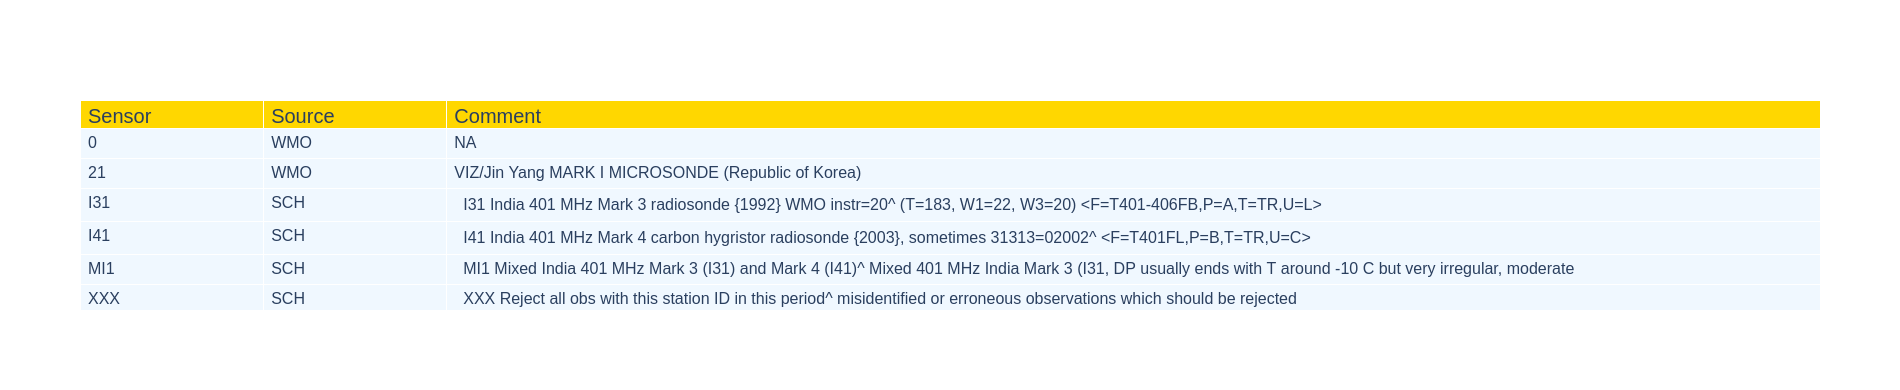 Sensor Source Comment
0 WMO NA
21 WMO VIZ/Jin Yang MARK I MICROSONDE (Republic of Korea)
I31 SCH I31 India 401 MHz Mark 3 radiosonde {1992} WMO instr=20^ (T=183, W1=22, W3=20) <F=T401-406FB,P=A,T=TR,U=L>
I41 SCH I41 India 401 MHz Mark 4 carbon hygristor radiosonde {2003}, sometimes 31313=02002^ <F=T401FL,P=B,T=TR,U=C>
MI1 SCH MI1 Mixed India 401 MHz Mark 3 (I31) and Mark 4 (I41)^ Mixed 401 MHz India Mark 3 (I31, DP usually ends with T around -10 C but very irregular, moderate
XXX SCH XXX Reject all obs with this station ID in this period^ misidentified or erroneous observations which should be rejected